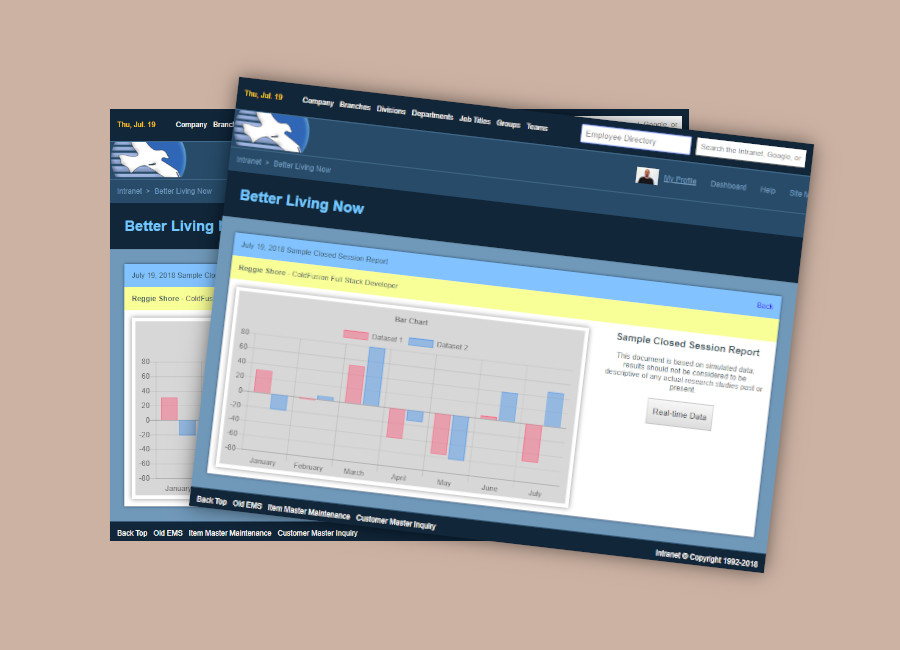 Thu, Jul. 19 Company Branches Divisions Departments Job Titles Groups Teams Employee Directory Search the Intranet, Google, or
Intranet > Better Living Now My Profile Dashboard Help Site
Better Living Now
July 19, 2018 Sample Closed Session Report Back
Reggie Shore - ColdFusion Full Stack Developer
Bar Chart
Dataset 1 Dataset 2
80
60
40
20
0
-20
-40
-60
-80
January February March April May June July
Sample Closed Session Report
This document is based on simulated data,
results should not be considered to be
descriptive of any actual research studies past or
present.
Real-time Data
Back Top Old EMS Item Master Maintenance Customer Master Inquiry
Intranet © Copyright 1992-2018
Thu, Jul. 19 Company
Google, or
Intranet > Better Living Now
Better Living
July 19, 2018 Sample
Reggie Shore -
80
60
40
20
0
-20
-40
-60
-80
January
Back Top Old EMS Item Master Maintenance Customer Master Inquiry